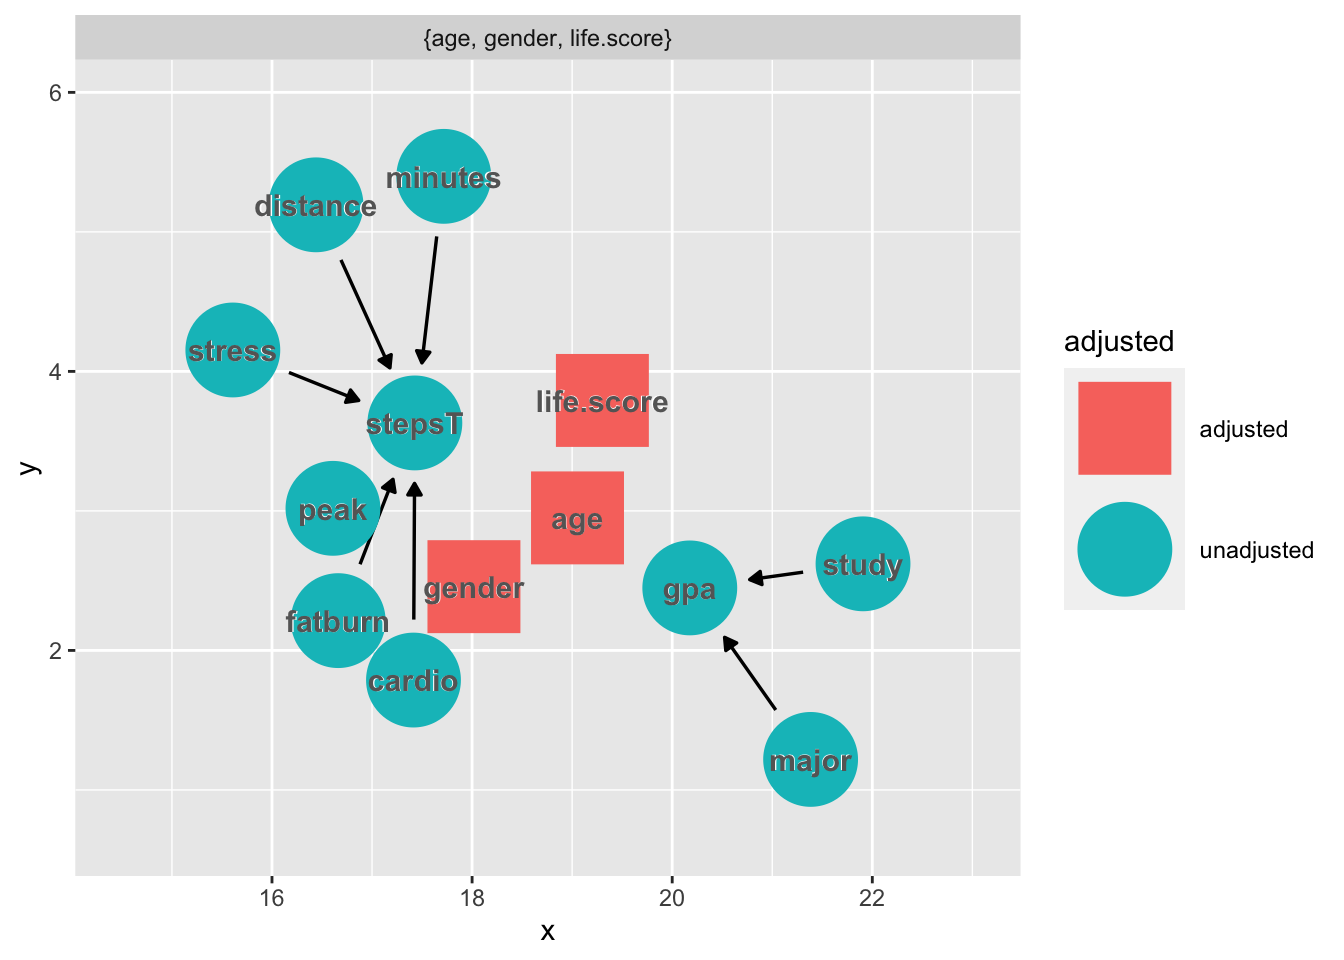 {age, gender, life.score}
6
4
2
y
minutes
distance
stress
stepsT
life.score
peak
age
gender
fatburn
cardio
gpa
study
major
16
18
20
22
x
adjusted
adjusted
unadjusted